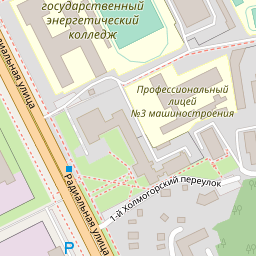 государственный
энергетический
колледж
Радиальная улица
Профессиональный
лицей
№3 машиностроения
1-й Холмогорский переулок
Радиальная улица
P